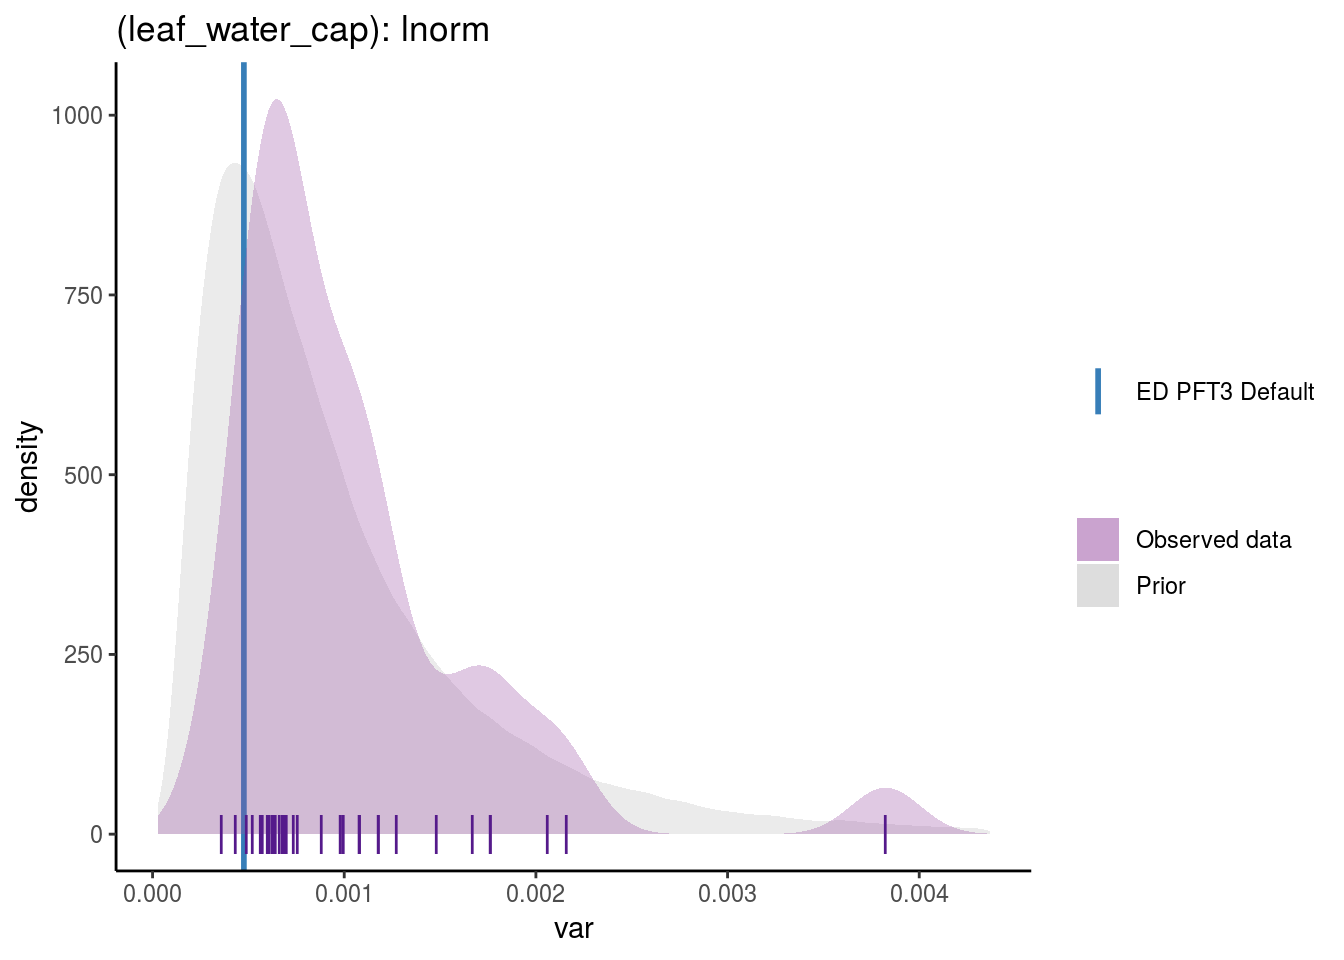 (leaf_water_cap): lnorm
1000
750
500
250
0
density
0.000
0.001
0.002
0.003
0.004
var
ED PFT3 Default
Observed data
Prior